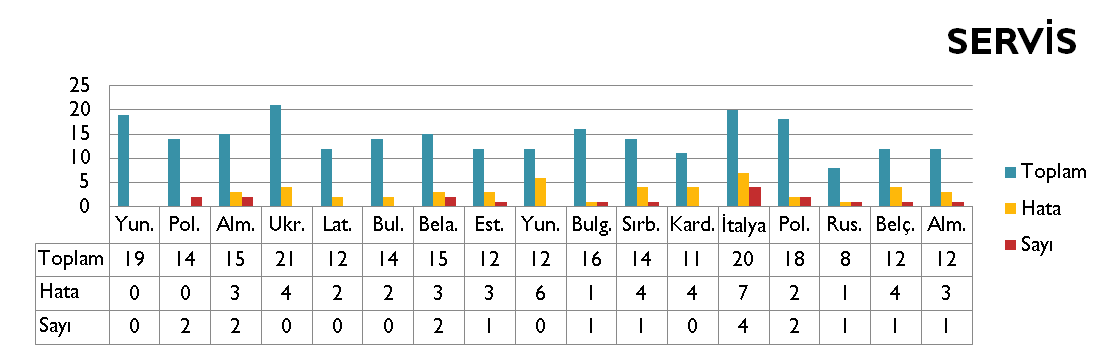 SERVİS
25
20
15
10
5
0
Yun. Pol. Alm. Ukr. Lat. Bul. Bela. Est. Yun. Bulg. Sırb. Kard. İtalya Pol. Rus. Belç. Alm.
Toplam 19 14 15 21 12 14 15 12 12 16 14 11 20 18 8 12 12
Hata 0 0 3 4 2 2 3 3 6 1 4 4 7 2 1 4 3
Sayı 0 2 2 0 0 0 2 1 0 1 1 0 4 2 1 1 1
Toplam
Hata
Sayı